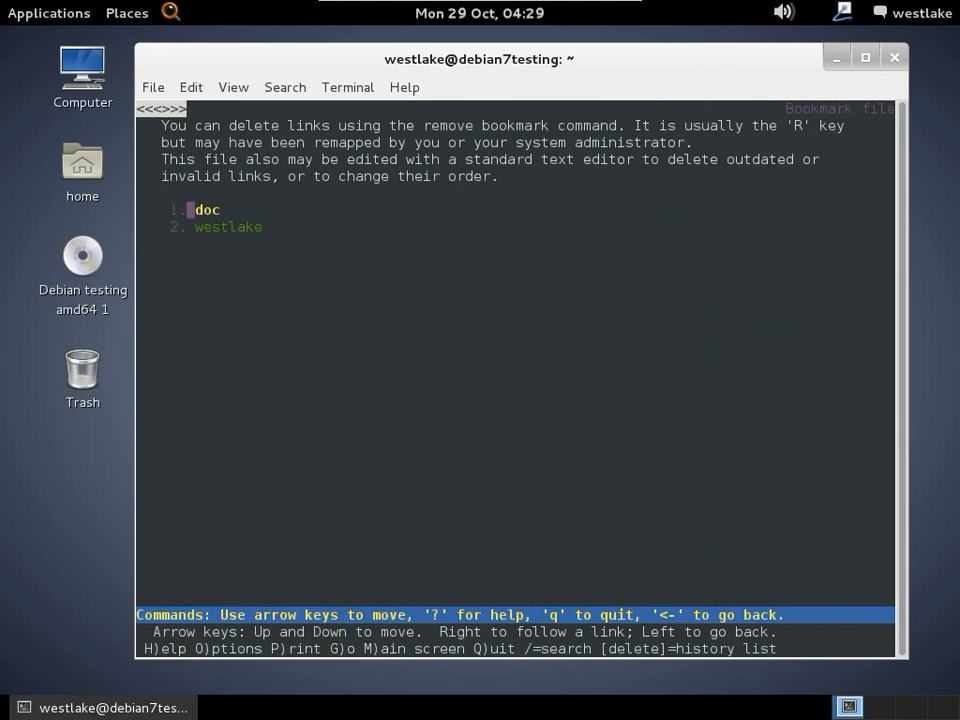 Applications Places Mon 29 Oct, 04:29 westlake
Computer
home
Debian testing
amd64 1
Trash
westlake@debian7testing: ~
File Edit View Search Terminal Help
<<<>>> Bookmark file
You can delete links using the remove bookmark command. It is usually the 'R' key
but may have been remapped by you or your system administrator.
This file also may be edited with a standard text editor to delete outdated or
invalid links, or to change their order.
1. doc
2. westlake
Commands: Use arrow keys to move, '?' for help, 'q' to quit, '<-' to go back.
Arrow keys: Up and Down to move. Right to follow a link; Left to go back.
H)elp O)ptions P)rint G)o M)ain screen Q)uit /=search [delete]=history list
westlake@debian7tes...